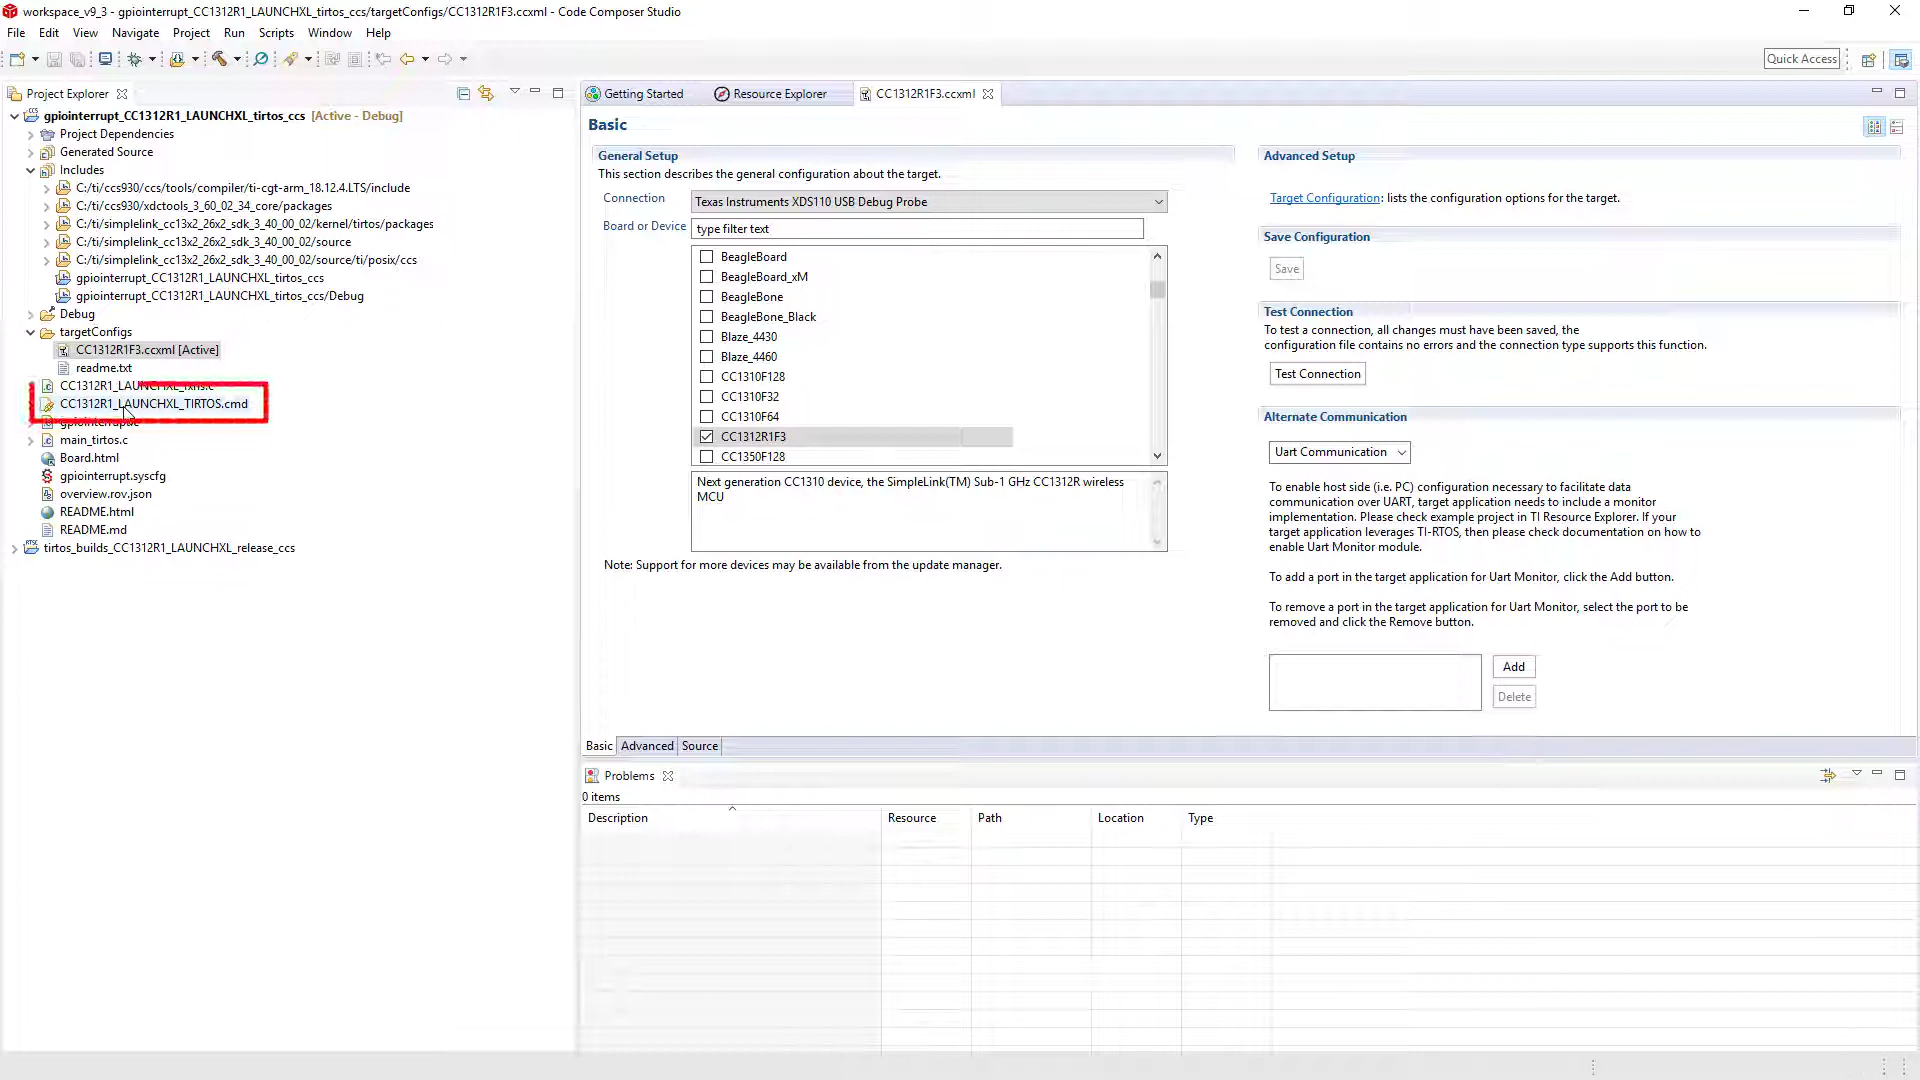 workspace_v9_3 - gpiointerrupt_CC1312R1_LAUNCHXL_tirtos_ccs/targetConfigs/CC1312R1F3.ccxml - Code Composer Studio
File Edit View Navigate Project Run Scripts Window Help
Quick Access
Project Explorer
gpiointerrupt_CC1312R1_LAUNCHXL_tirtos_ccs [Active - Debug]
Project Dependencies
Generated Source
Includes
C:/ti/ccs930/ccs/tools/compiler/ti-cgt-arm_18.12.4.LTS/include
C:/ti/ccs930/xdctools_3_60_02_34_core/packages
C:/ti/simplelink_cc13x2_26x2_sdk_3_40_00_02/kernel/tirtos/packages
C:/ti/simplelink_cc13x2_26x2_sdk_3_40_00_02/source
C:/ti/simplelink_cc13x2_26x2_sdk_3_40_00_02/source/ti/posix/ccs
gpiointerrupt_CC1312R1_LAUNCHXL_tirtos_ccs
gpiointerrupt_CC1312R1_LAUNCHXL_tirtos_ccs/Debug
Debug
targetConfigs
CC1312R1F3.ccxml [Active]
readme.txt
CC1312R1_LAUNCHXL_fxns.c
CC1312R1_LAUNCHXL_TIRTOS.cmd
main_tirtos.c
Board.html
gpiointerrupt.syscfg
overview.rov.json
README.html
README.md
tirtos_builds_CC1312R1_LAUNCHXL_release_ccs
Getting Started Resource Explorer CC1312R1F3.ccxml
Basic
General Setup
This section describes the general configuration about the target.
Connection Texas Instruments XDS110 USB Debug Probe
Board or Device type filter text
BeagleBoard
BeagleBoard_xM
BeagleBone
BeagleBone_Black
Blaze_4430
Blaze_4460
CC1310F128
CC1310F32
CC1310F64
CC1312R1F3
CC1350F128
Next generation CC1310 device, the SimpleLink(TM) Sub-1 GHz CC1312R wireless
MCU
Note: Support for more devices may be available from the update manager.
Advanced Setup
Target Configuration: lists the configuration options for the target.
Save Configuration
Save
Test Connection
To test a connection, all changes must have been saved, the
configuration file contains no errors and the connection type supports this function.
Test Connection
Alternate Communication
Uart Communication
To enable host side (i.e. PC) configuration necessary to facilitate data
communication over UART, target application needs to include a monitor
implementation. Please check example project in TI Resource Explorer. If your
target application leverages TI-RTOS, then please check documentation on how to
enable Uart Monitor module.
To add a port in the target application for Uart Monitor, click the Add button.
To remove a port in the target application for Uart Monitor, select the port to be
removed and click the Remove button.
Add
Delete
Basic Advanced Source
Problems
0 items
Description Resource Path Location Type